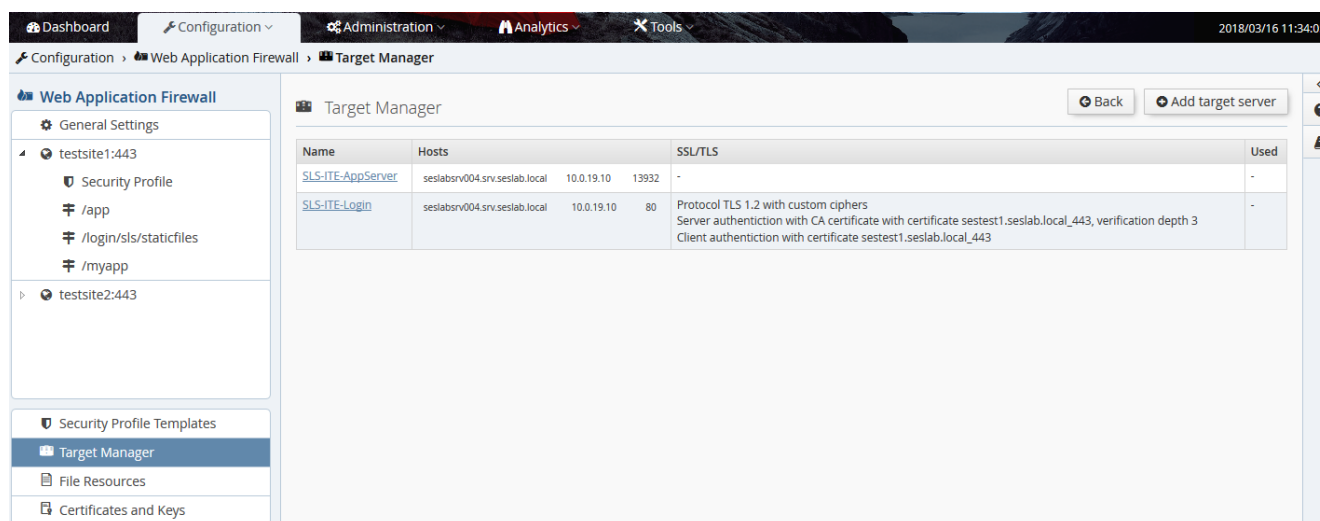 Dashboard Configuration Administration Analytics Tools 2018/03/16 11:34:0
Configuration › Web Application Firewall › Target Manager
Web Application Firewall
General Settings
testsite1:443
Security Profile
/app
/login/sls/staticfiles
/myapp
testsite2:443
Security Profile Templates
Target Manager
File Resources
Certificates and Keys
Target Manager
Back Add target server
Name Hosts SSL/TLS Used
SLS-ITE-AppServer seslabsrv004.srv.seslab.local 10.0.19.10 13932 - -
SLS-ITE-Login seslabsrv004.srv.seslab.local 10.0.19.10 80 Protocol TLS 1.2 with custom ciphers -
Server authentiction with CA certificate with certificate sestest1.seslab.local_443, verification depth 3
Client authentiction with certificate sestest1.seslab.local_443